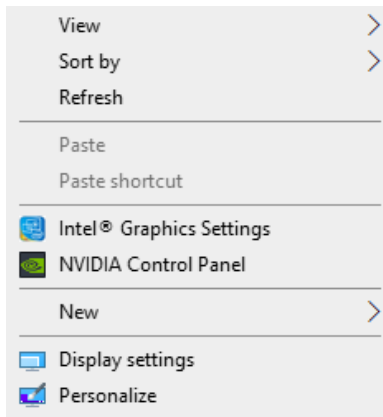 View
Sort by
Refresh
Paste
Paste shortcut
Intel® Graphics Settings
NVIDIA Control Panel
New
Display settings
Personalize